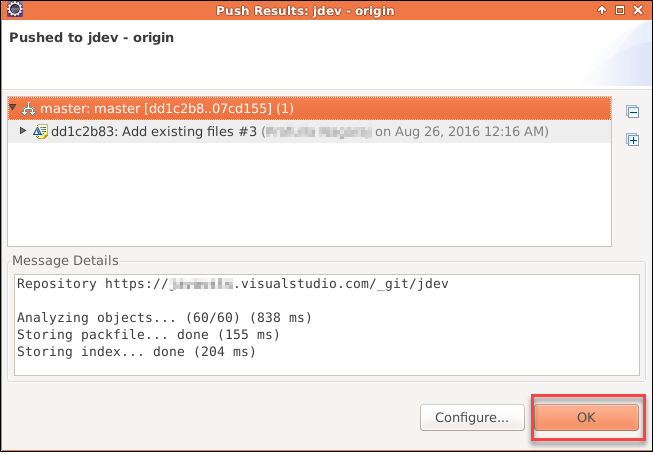 Push Results: jdev - origin
Pushed to jdev - origin
master: master [dd1c2b8..07cd155] (1)
dd1c2b83: Add existing files #3 ( on Aug 26, 2016 12:16 AM)
Message Details
Repository https://.visualstudio.com/_git/jdev
Analyzing objects... (60/60) (838 ms)
Storing packfile... done (155 ms)
Storing index... done (204 ms)
Configure...
OK